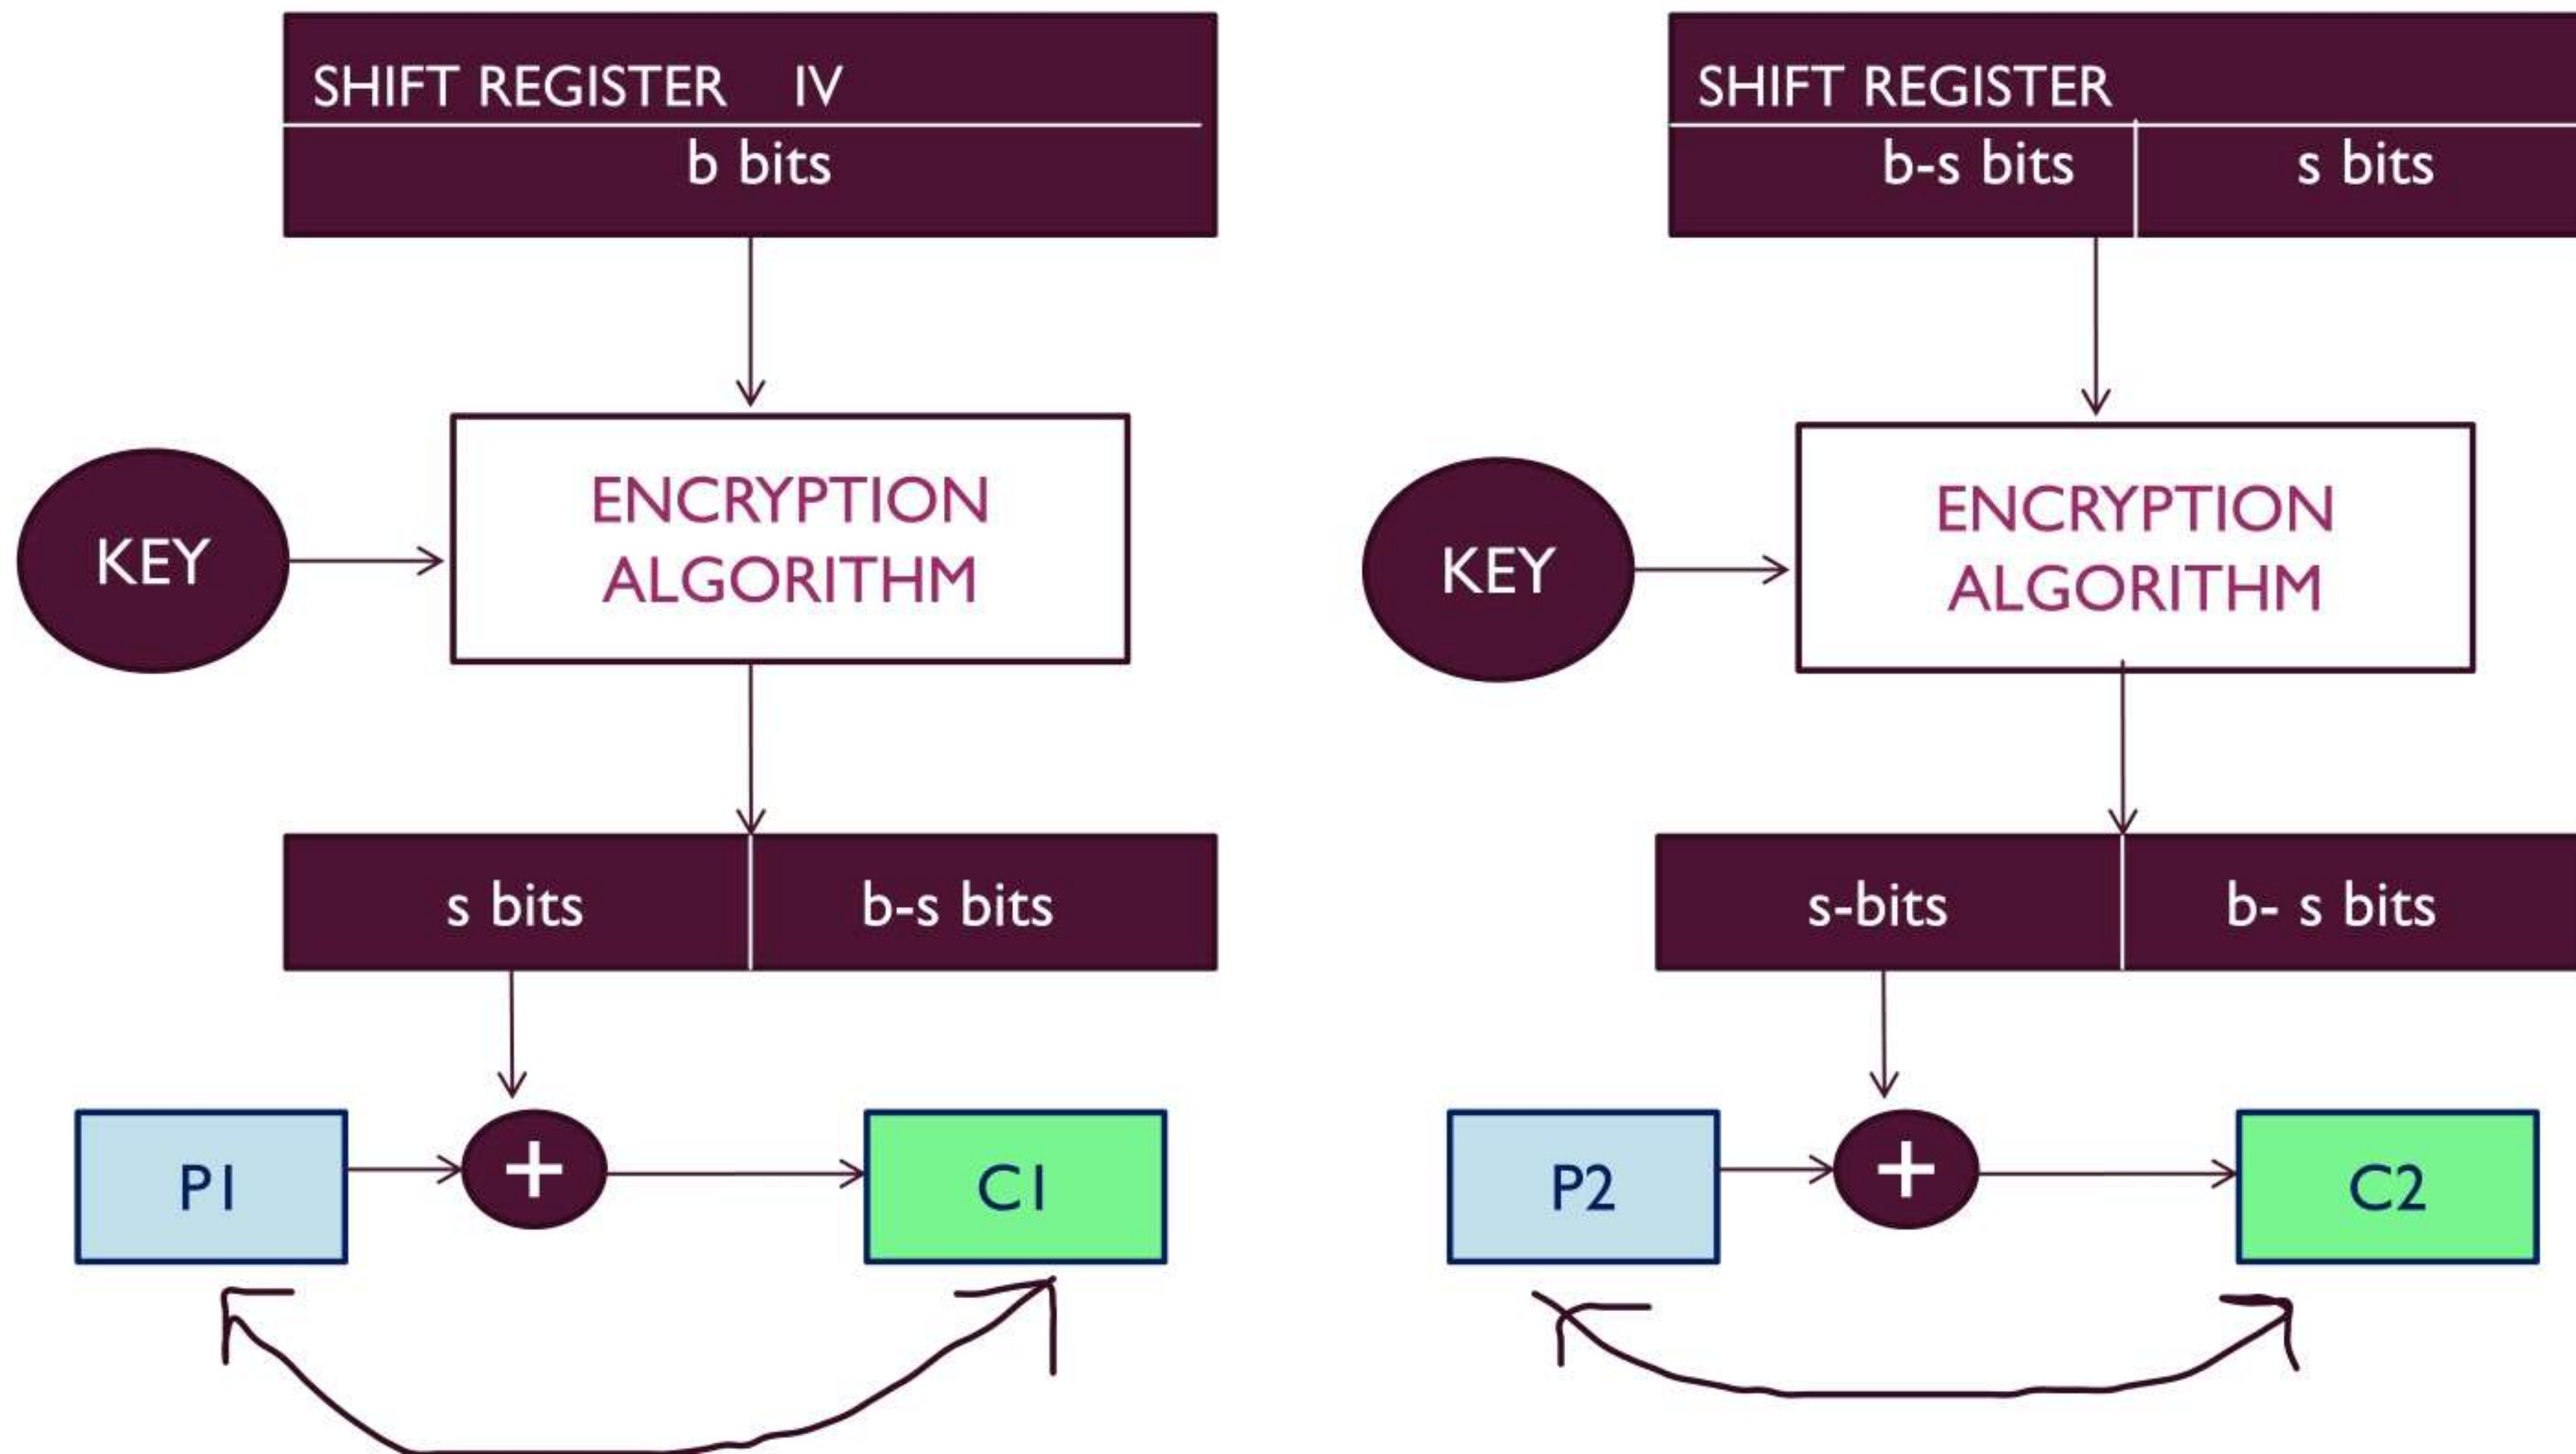 SHIFT REGISTER IV
b bits
KEY
ENCRYPTION
ALGORITHM
s bits
b-s bits
P1
+
C1
SHIFT REGISTER
b-s bits
s bits
KEY
ENCRYPTION
ALGORITHM
s-bits
b- s bits
P2
+
C2